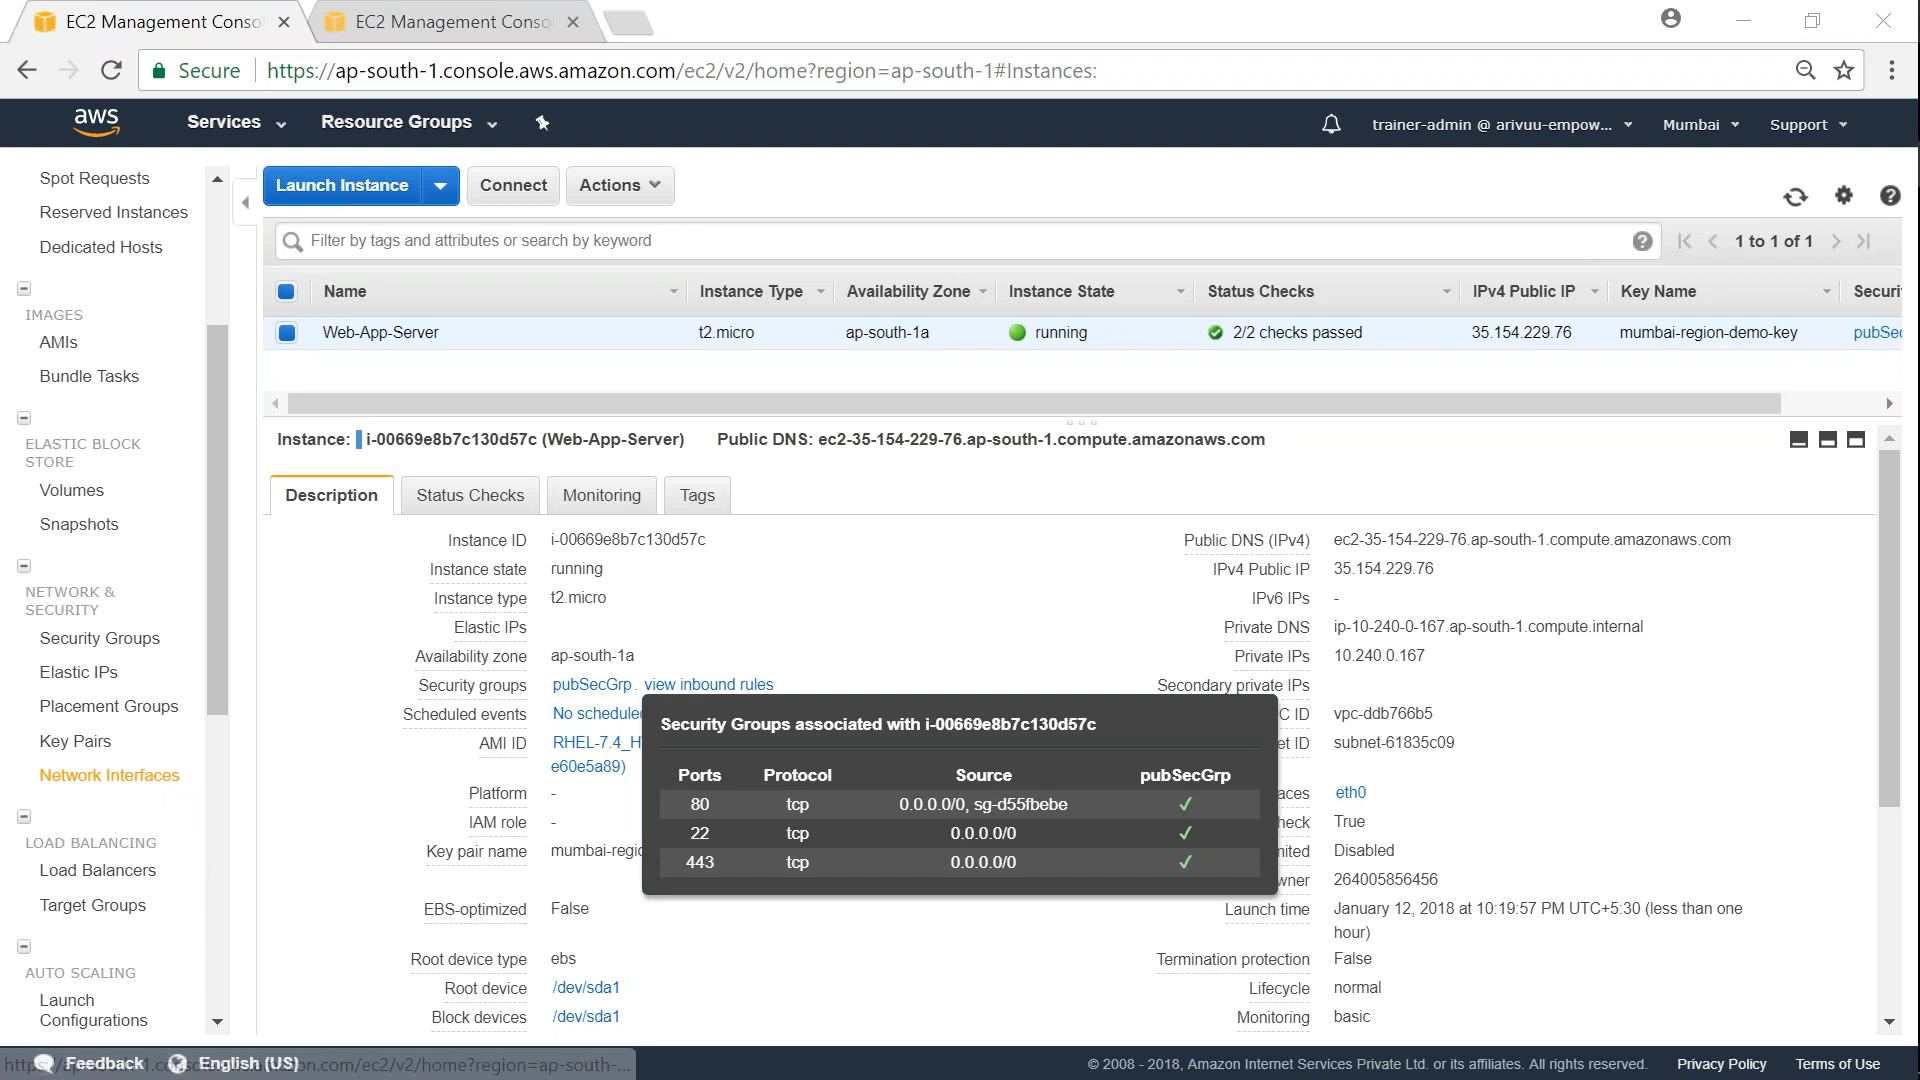 EC2 Management Conso
EC2 Management Conso
Secure
https://ap-south-1.console.aws.amazon.com/ec2/v2/home?region=ap-south-1#Instances:
aws
Services
Resource Groups
trainer-admin @ arivuu-empow...
Mumbai
Support
Spot Requests
Reserved Instances
Dedicated Hosts
IMAGES
AMIs
Bundle Tasks
ELASTIC BLOCK
STORE
Volumes
Snapshots
NETWORK &
SECURITY
Security Groups
Elastic IPs
Placement Groups
Key Pairs
Network Interfaces
LOAD BALANCING
Load Balancers
Target Groups
AUTO SCALING
Launch
Configurations
Launch Instance
Connect
Actions
Filter by tags and attributes or search by keyword
1 to 1 of 1
Name Instance Type Availability Zone Instance State Status Checks IPv4 Public IP Key Name Securi
Web-App-Server t2.micro ap-south-1a running 2/2 checks passed 35.154.229.76 mumbai-region-demo-key pubSec
Instance: i-00669e8b7c130d57c (Web-App-Server) Public DNS: ec2-35-154-229-76.ap-south-1.compute.amazonaws.com
Description
Status Checks
Monitoring
Tags
Instance ID i-00669e8b7c130d57c
Instance state running
Instance type t2.micro
Elastic IPs
Availability zone ap-south-1a
Security groups pubSecGrp. view inbound rules
Scheduled events No schedule
AMI ID RHEL-7.4_H
e60e5a89)
Platform -
IAM role -
Key pair name mumbai-regio
EBS-optimized False
Root device type ebs
Root device /dev/sda1
Block devices /dev/sda1
Public DNS (IPv4) ec2-35-154-229-76.ap-south-1.compute.amazonaws.com
IPv4 Public IP 35.154.229.76
IPv6 IPs -
Private DNS ip-10-240-0-167.ap-south-1.compute.internal
Private IPs 10.240.0.167
Secondary private IPs
C ID vpc-ddb766b5
et ID subnet-61835c09
aces eth0
heck True
nited Disabled
wner 264005856456
Launch time January 12, 2018 at 10:19:57 PM UTC+5:30 (less than one
hour)
Termination protection False
Lifecycle normal
Monitoring basic
Security Groups associated with i-00669e8b7c130d57c
Ports Protocol Source pubSecGrp
80 tcp 0.0.0.0/0, sg-d55fbebe ✓
22 tcp 0.0.0.0/0 ✓
443 tcp 0.0.0.0/0 ✓
Feedback
English (US)
© 2008 - 2018, Amazon Internet Services Private Ltd. or its affiliates. All rights reserved.
Privacy Policy
Terms of Use